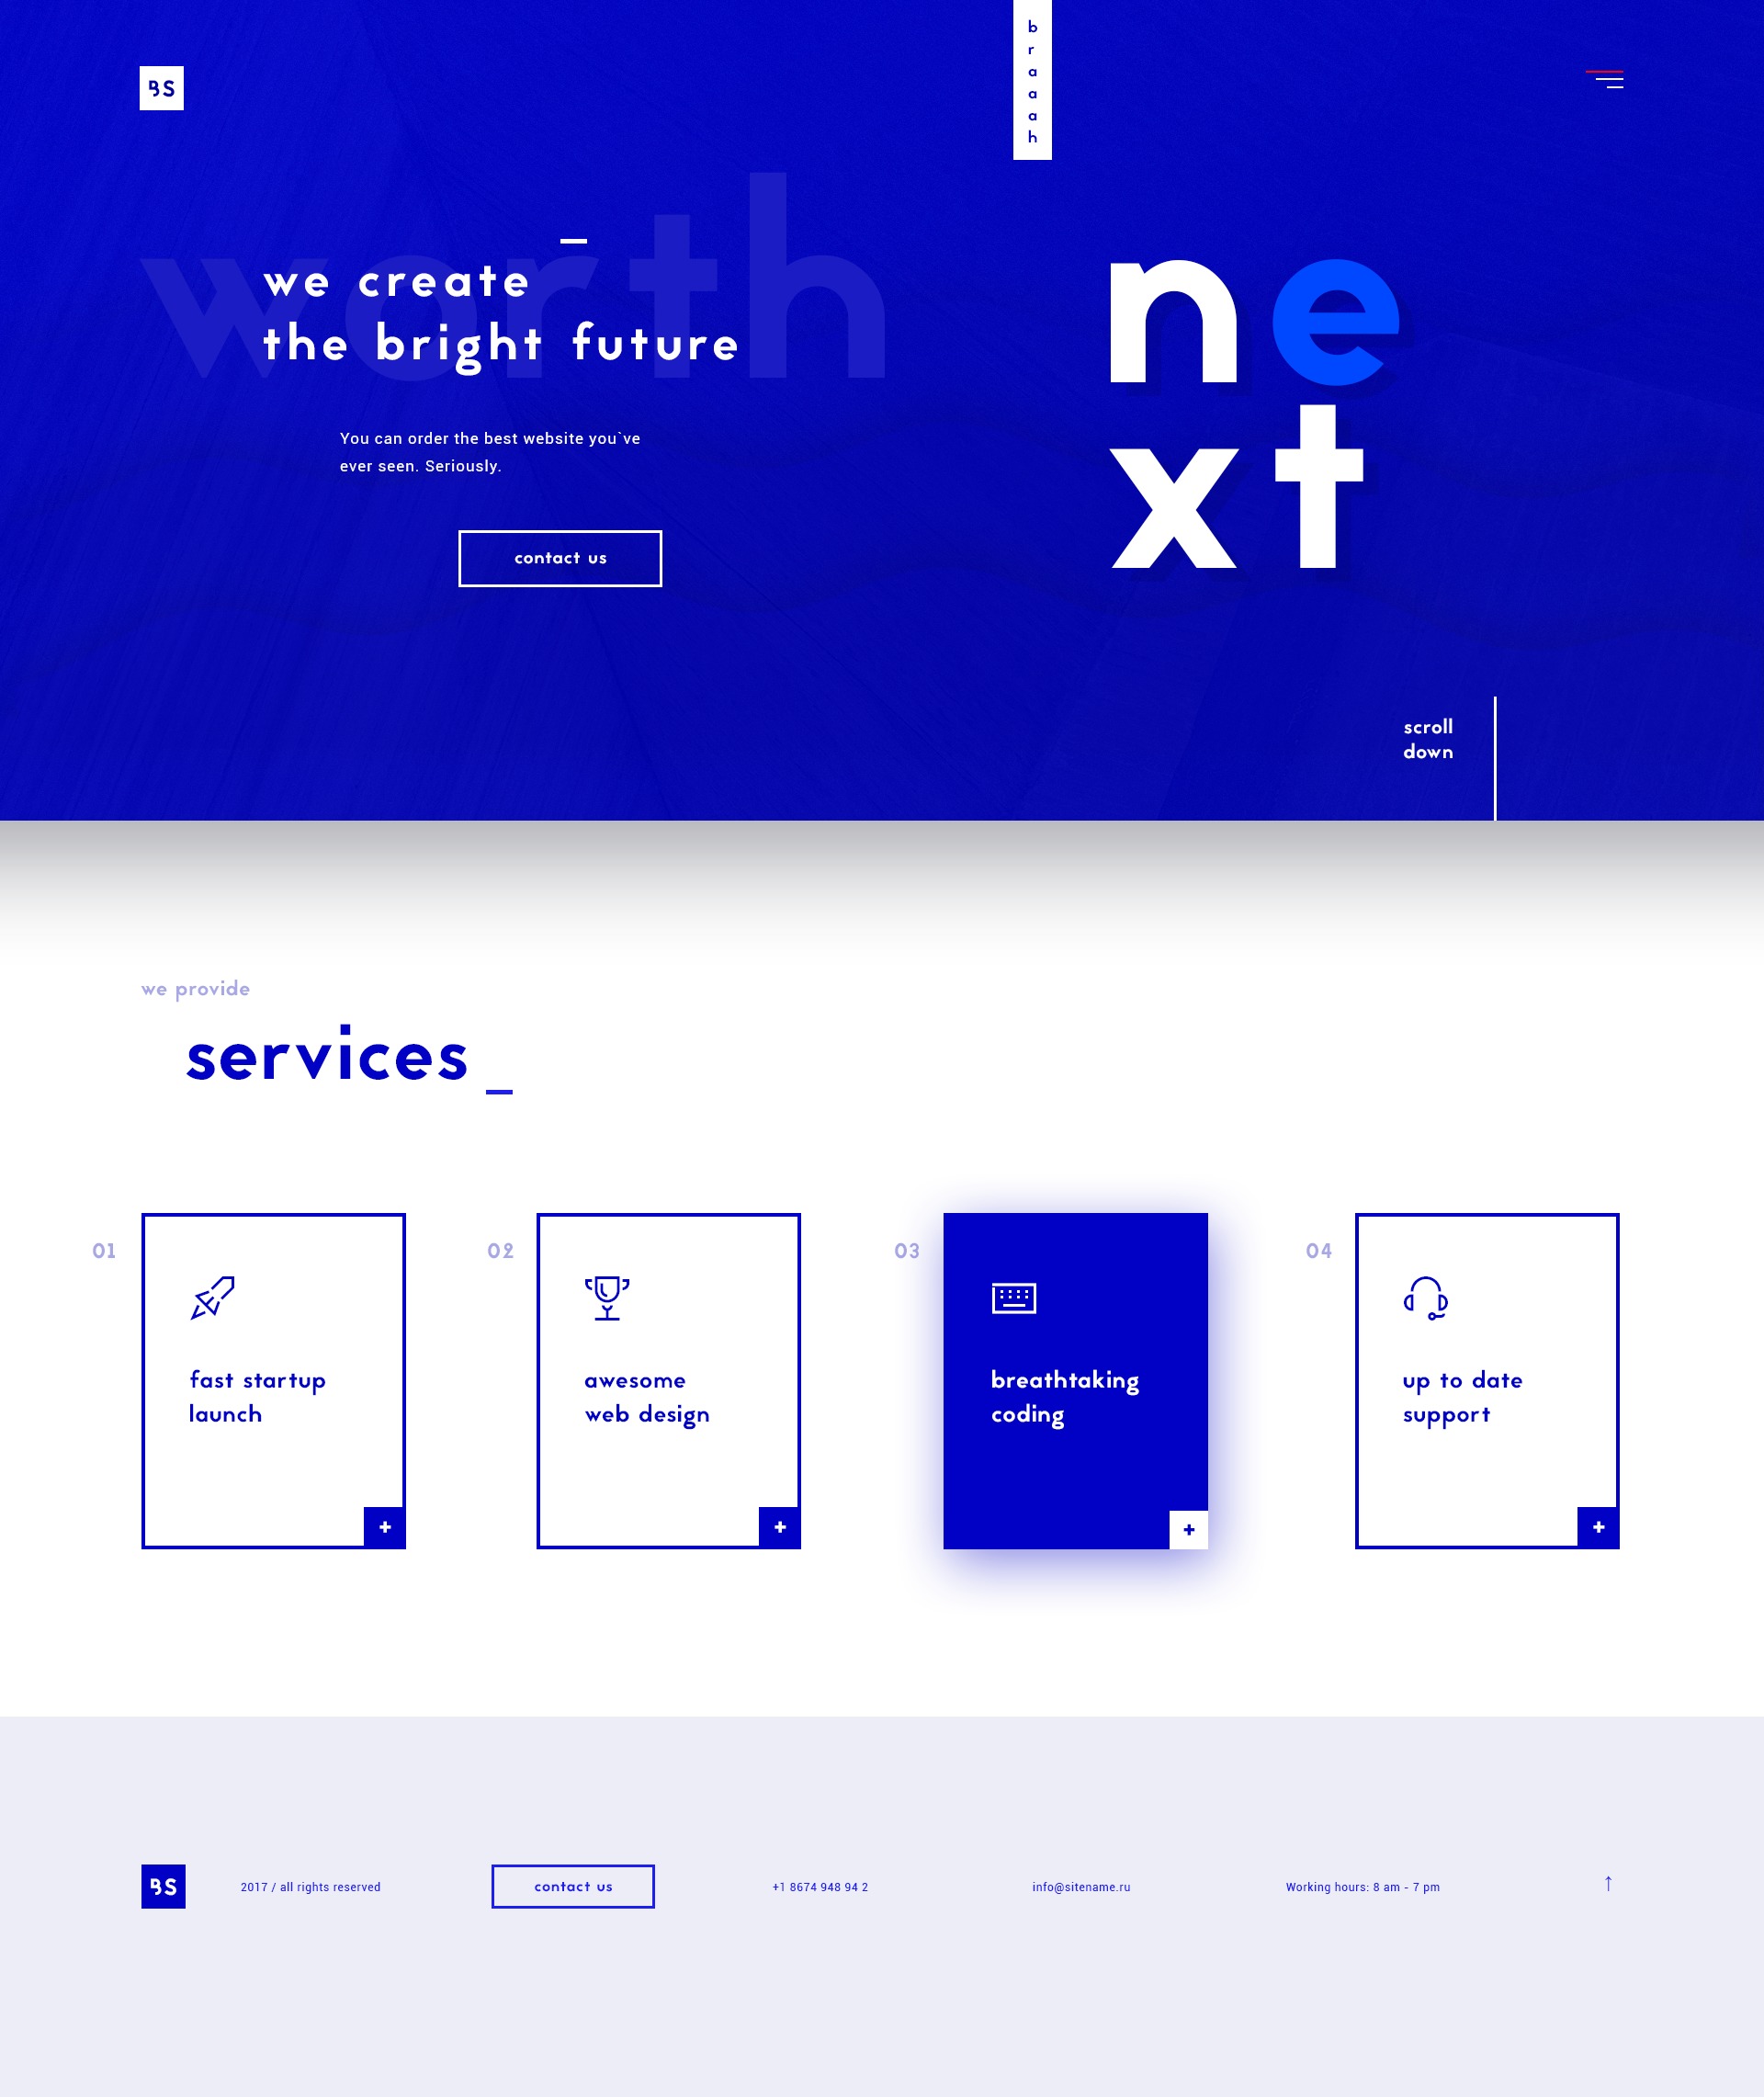 BS
b
r
a
a
a
h
worth
we create
the bright future
You can order the best website you`ve
ever seen. Seriously.
contact us
ne
xt
scroll
down
we provide
services _
01
fast startup
launch
+
02
awesome
web design
+
03
breathtaking
coding
+
04
up to date
support
+
BS
2017 / all rights reserved
contact us
+1 8674 948 94 2
info@sitename.ru
Working hours: 8 am - 7 pm
↑